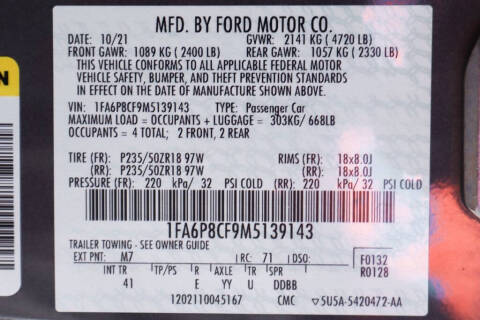 MFD. BY FORD MOTOR CO.
DATE: 10/21 GVWR: 2141 KG (4720 LB)
FRONT GAWR: 1089 KG (2400 LB) REAR GAWR: 1057 KG (2330 LB)
THIS VEHICLE CONFORMS TO ALL APPLICABLE FEDERAL MOTOR
VEHICLE SAFETY, BUMPER, AND THEFT PREVENTION STANDARDS
IN EFFECT ON THE DATE OF MANUFACTURE SHOWN ABOVE.
VIN: 1FA6P8CF9M5139143 TYPE: Passenger Car
MAXIMUM LOAD = OCCUPANTS + LUGGAGE = 303KG/ 668LB
OCCUPANTS = 4 TOTAL; 2 FRONT, 2 REAR
TIRE (FR): P235/50ZR18 97W RIMS (FR): 18x8.0J
(RR): P235/50ZR18 97W (RR): 18x8.0J
PRESSURE (FR): 220 kPa/ 32 PSI COLD (RR): 220 kPa/ 32 PSI COLD
1FA6P8CF9M5139143
TRAILER TOWING - SEE OWNER GUIDE
EXT PNT: M7 RC: 71 DSO: F0132
R0128
INT TR TR R AXLE TR SPR
41 E YY U DDBB
1202110045167 CMC 5U5A-5420472-AA